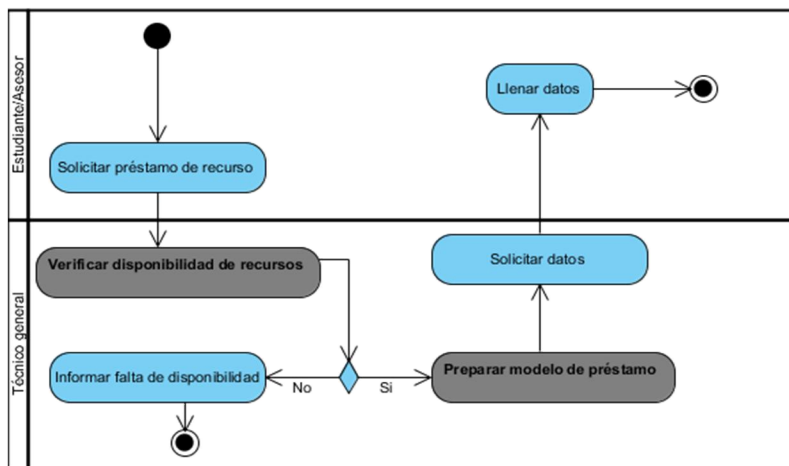 Estudiante/Asesor
Solicitar préstamo de recurso
Llenar datos
Técnico general
Verificar disponibilidad de recursos
Solicitar datos
Informar falta de disponibilidad
No
Si
Preparar modelo de préstamo